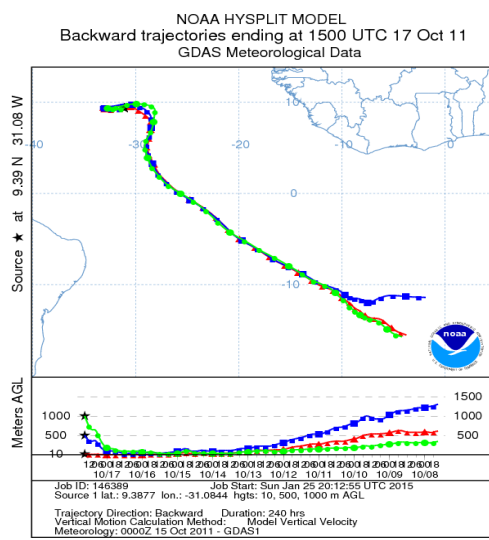 NOAA HYSPLIT MODEL
Backward trajectories ending at 1500 UTC 17 Oct 11
GDAS Meteorological Data
Source ★ at 9.39 N 31.08 W
10
-40 -30 -20 -10 0
0
-10
noaa
Meters AGL
1500
1000
1000
500
500
10
10/17 10/16 10/15 10/14 10/13 10/12 10/11 10/10 10/09 10/08
Job ID: 146389 Job Start: Sun Jan 25 20:12:55 UTC 2015
Source 1 lat.: 9.3877 lon.: -31.0844 hgts: 10, 500, 1000 m AGL
Trajectory Direction: Backward Duration: 240 hrs
Vertical Motion Calculation Method: Model Vertical Velocity
Meteorology: 0000Z 15 Oct 2011 - GDAS1